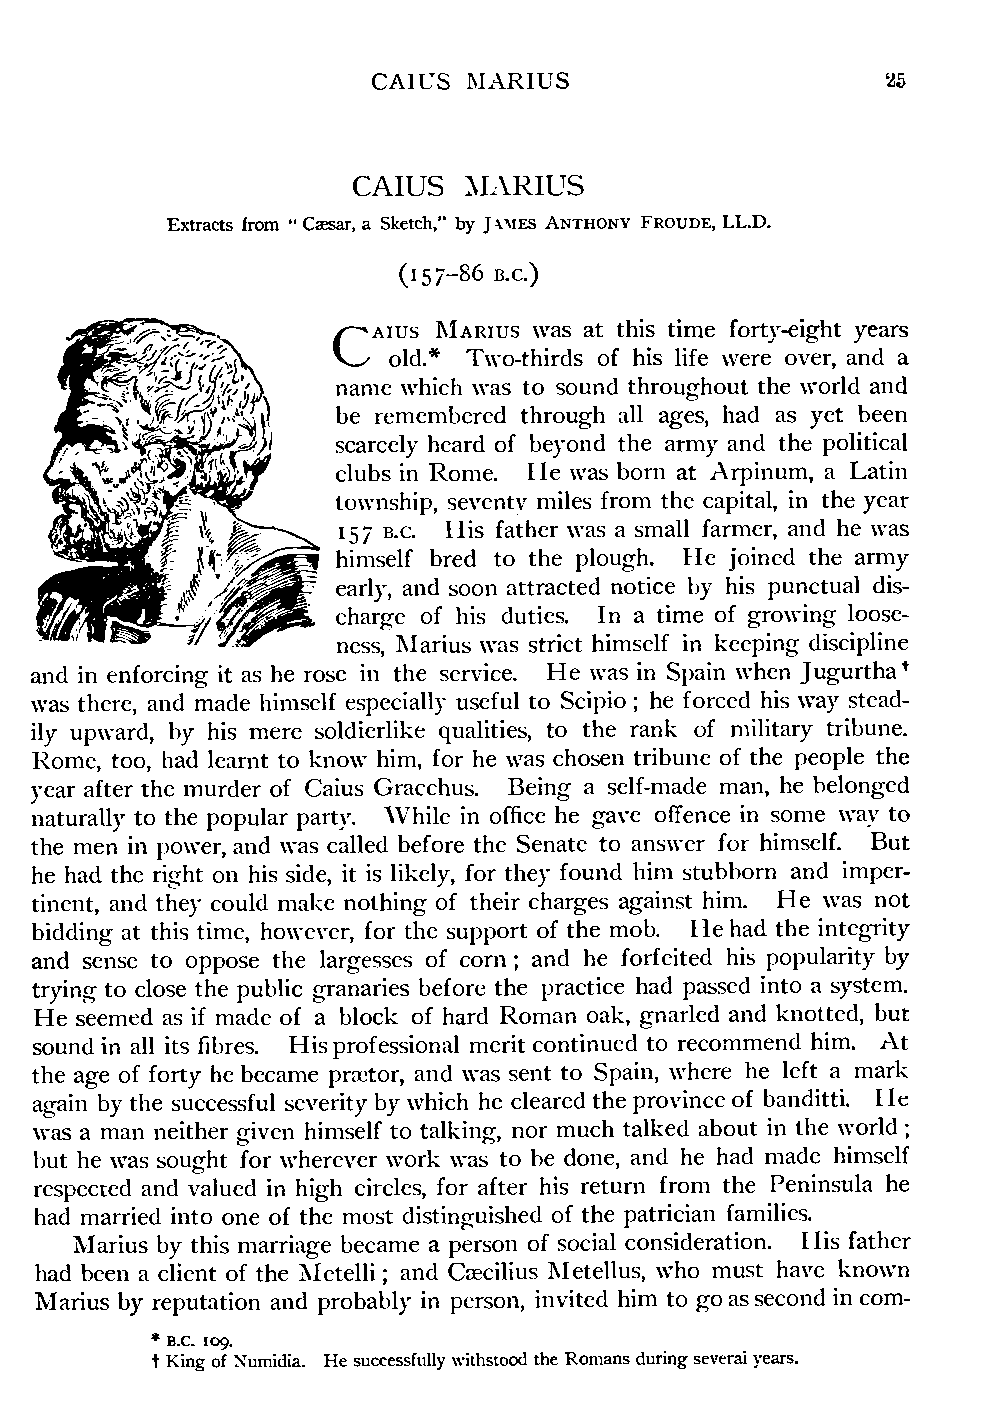 CAIUS MARIUS 25
CAIUS MARIUS
Extracts from "Cæsar, a Sketch," by JAMES ANTHONY FROUDE, LL.D.
(157–86 B.C.)
CAIUS MARIUS was at this time forty-eight years
old.* Two-thirds of his life were over, and a
name which was to sound throughout the world and
be remembered through all ages, had as yet been
scarcely heard of beyond the army and the political
clubs in Rome. He was born at Arpinum, a Latin
township, seventy miles from the capital, in the year
157 B.C. His father was a small farmer, and he was
himself bred to the plough. He joined the army
early, and soon attracted notice by his punctual dis-
charge of his duties. In a time of growing loose-
ness, Marius was strict himself in keeping discipline
and in enforcing it as he rose in the service. He was in Spain when Jugurtha†
was there, and made himself especially useful to Scipio; he forced his way stead-
ily upward, by his mere soldierlike qualities, to the rank of military tribune.
Rome, too, had learnt to know him, for he was chosen tribune of the people the
year after the murder of Caius Gracchus. Being a self-made man, he belonged
naturally to the popular party. While in office he gave offence in some way to
the men in power, and was called before the Senate to answer for himself. But
he had the right on his side, it is likely, for they found him stubborn and imper-
tinent, and they could make nothing of their charges against him. He was not
bidding at this time, however, for the support of the mob. He had the integrity
and sense to oppose the largesses of corn; and he forfeited his popularity by
trying to close the public granaries before the practice had passed into a system.
He seemed as if made of a block of hard Roman oak, gnarled and knotted, but
sound in all its fibres. His professional merit continued to recommend him. At
the age of forty he became prætor, and was sent to Spain, where he left a mark
again by the successful severity by which he cleared the province of banditti. He
was a man neither given himself to talking, nor much talked about in the world;
but he was sought for wherever work was to be done, and he had made himself
respected and valued in high circles, for after his return from the Peninsula he
had married into one of the most distinguished of the patrician families.
Marius by this marriage became a person of social consideration. His father
had been a client of the Metelli; and Cæcilius Metellus, who must have known
Marius by reputation and probably in person, invited him to go as second in com-
* B.C. 109.
† King of Numidia. He successfully withstood the Romans during several years.